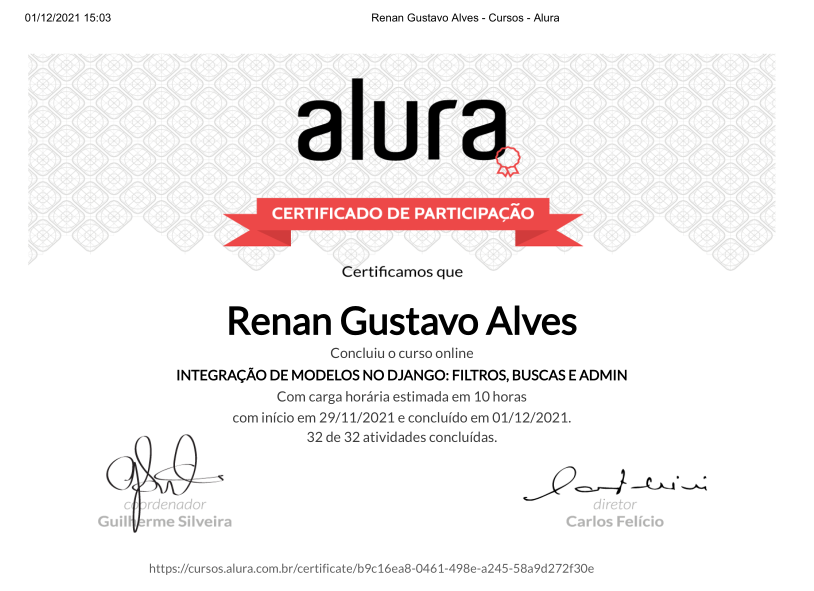 01/12/2021 15:03
Renan Gustavo Alves - Cursos - Alura
alura
CERTIFICADO DE PARTICIPAÇÃO
Certificamos que
Renan Gustavo Alves
Concluiu o curso online
INTEGRAÇÃO DE MODELOS NO DJANGO: FILTROS, BUSCAS E ADMIN
Com carga horária estimada em 10 horas
com início em 29/11/2021 e concluído em 01/12/2021.
32 de 32 atividades concluídas.
coordenador
Guilherme Silveira
diretor
Carlos Felício
https://cursos.alura.com.br/certificate/b9c16ea8-0461-498e-a245-58a9d272f30e